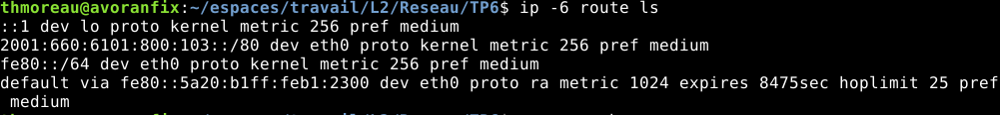 thmoreau@avoranfix:~/espaces/travail/L2/Reseau/TP6$ ip -6 route ls
::1 dev lo proto kernel metric 256 pref medium
2001:660:6101:800:103::/80 dev eth0 proto kernel metric 256 pref medium
fe80::/64 dev eth0 proto kernel metric 256 pref medium
default via fe80::5a20:b1ff:feb1:2300 dev eth0 proto ra metric 1024 expires 8475sec hoplimit 25 pref
 medium